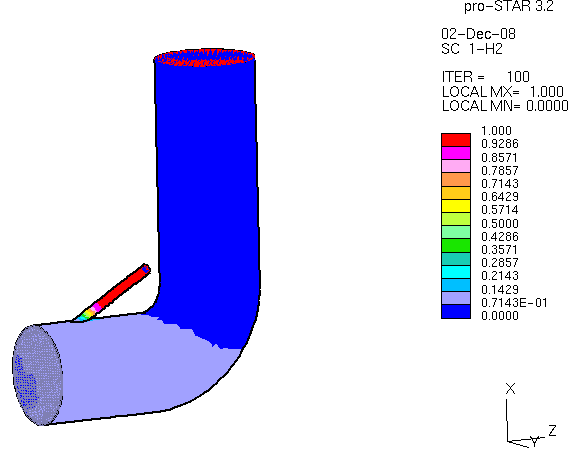 pro-STAR 3.2
02-Dec-08
SC 1-H2
ITER = 100
LOCAL MX= 1.000
LOCAL MN= 0.0000
1.000
0.9286
0.8571
0.7857
0.7143
0.6429
0.5714
0.5000
0.4286
0.3571
0.2857
0.2143
0.1429
0.7143E-01
0.0000
X
Y
Z